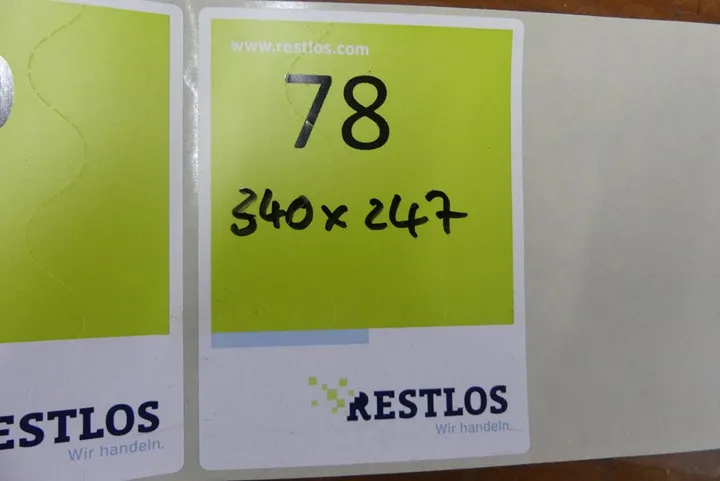 www.restlos.com
78
340 x 247
RESTLOS
Wir handeln.
ESTLOS
Wir handeln.